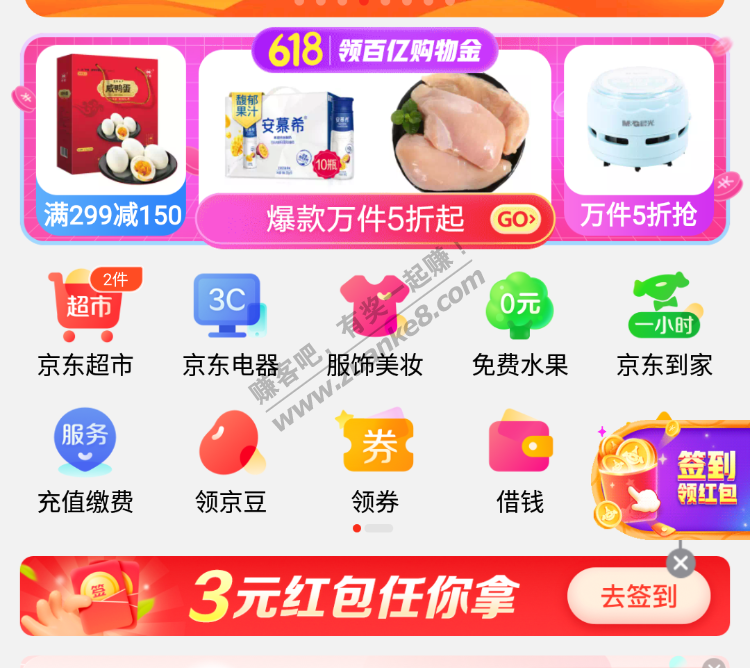 618 领百亿购物金
咸鸭蛋
馥郁果汁
安慕希
10瓶
M&G晨光
满299减150
爆款万件5折起 GO›
万件5折抢
超市 2件
3C
0元
一小时
京东超市 京东电器 服饰美妆 免费水果 京东到家
服务
券
签到
领红包
充值缴费 领京豆 领券 借钱
签
3元红包任你拿
去签到
赚客吧,有奖一起赚!
www.zuanke8.com